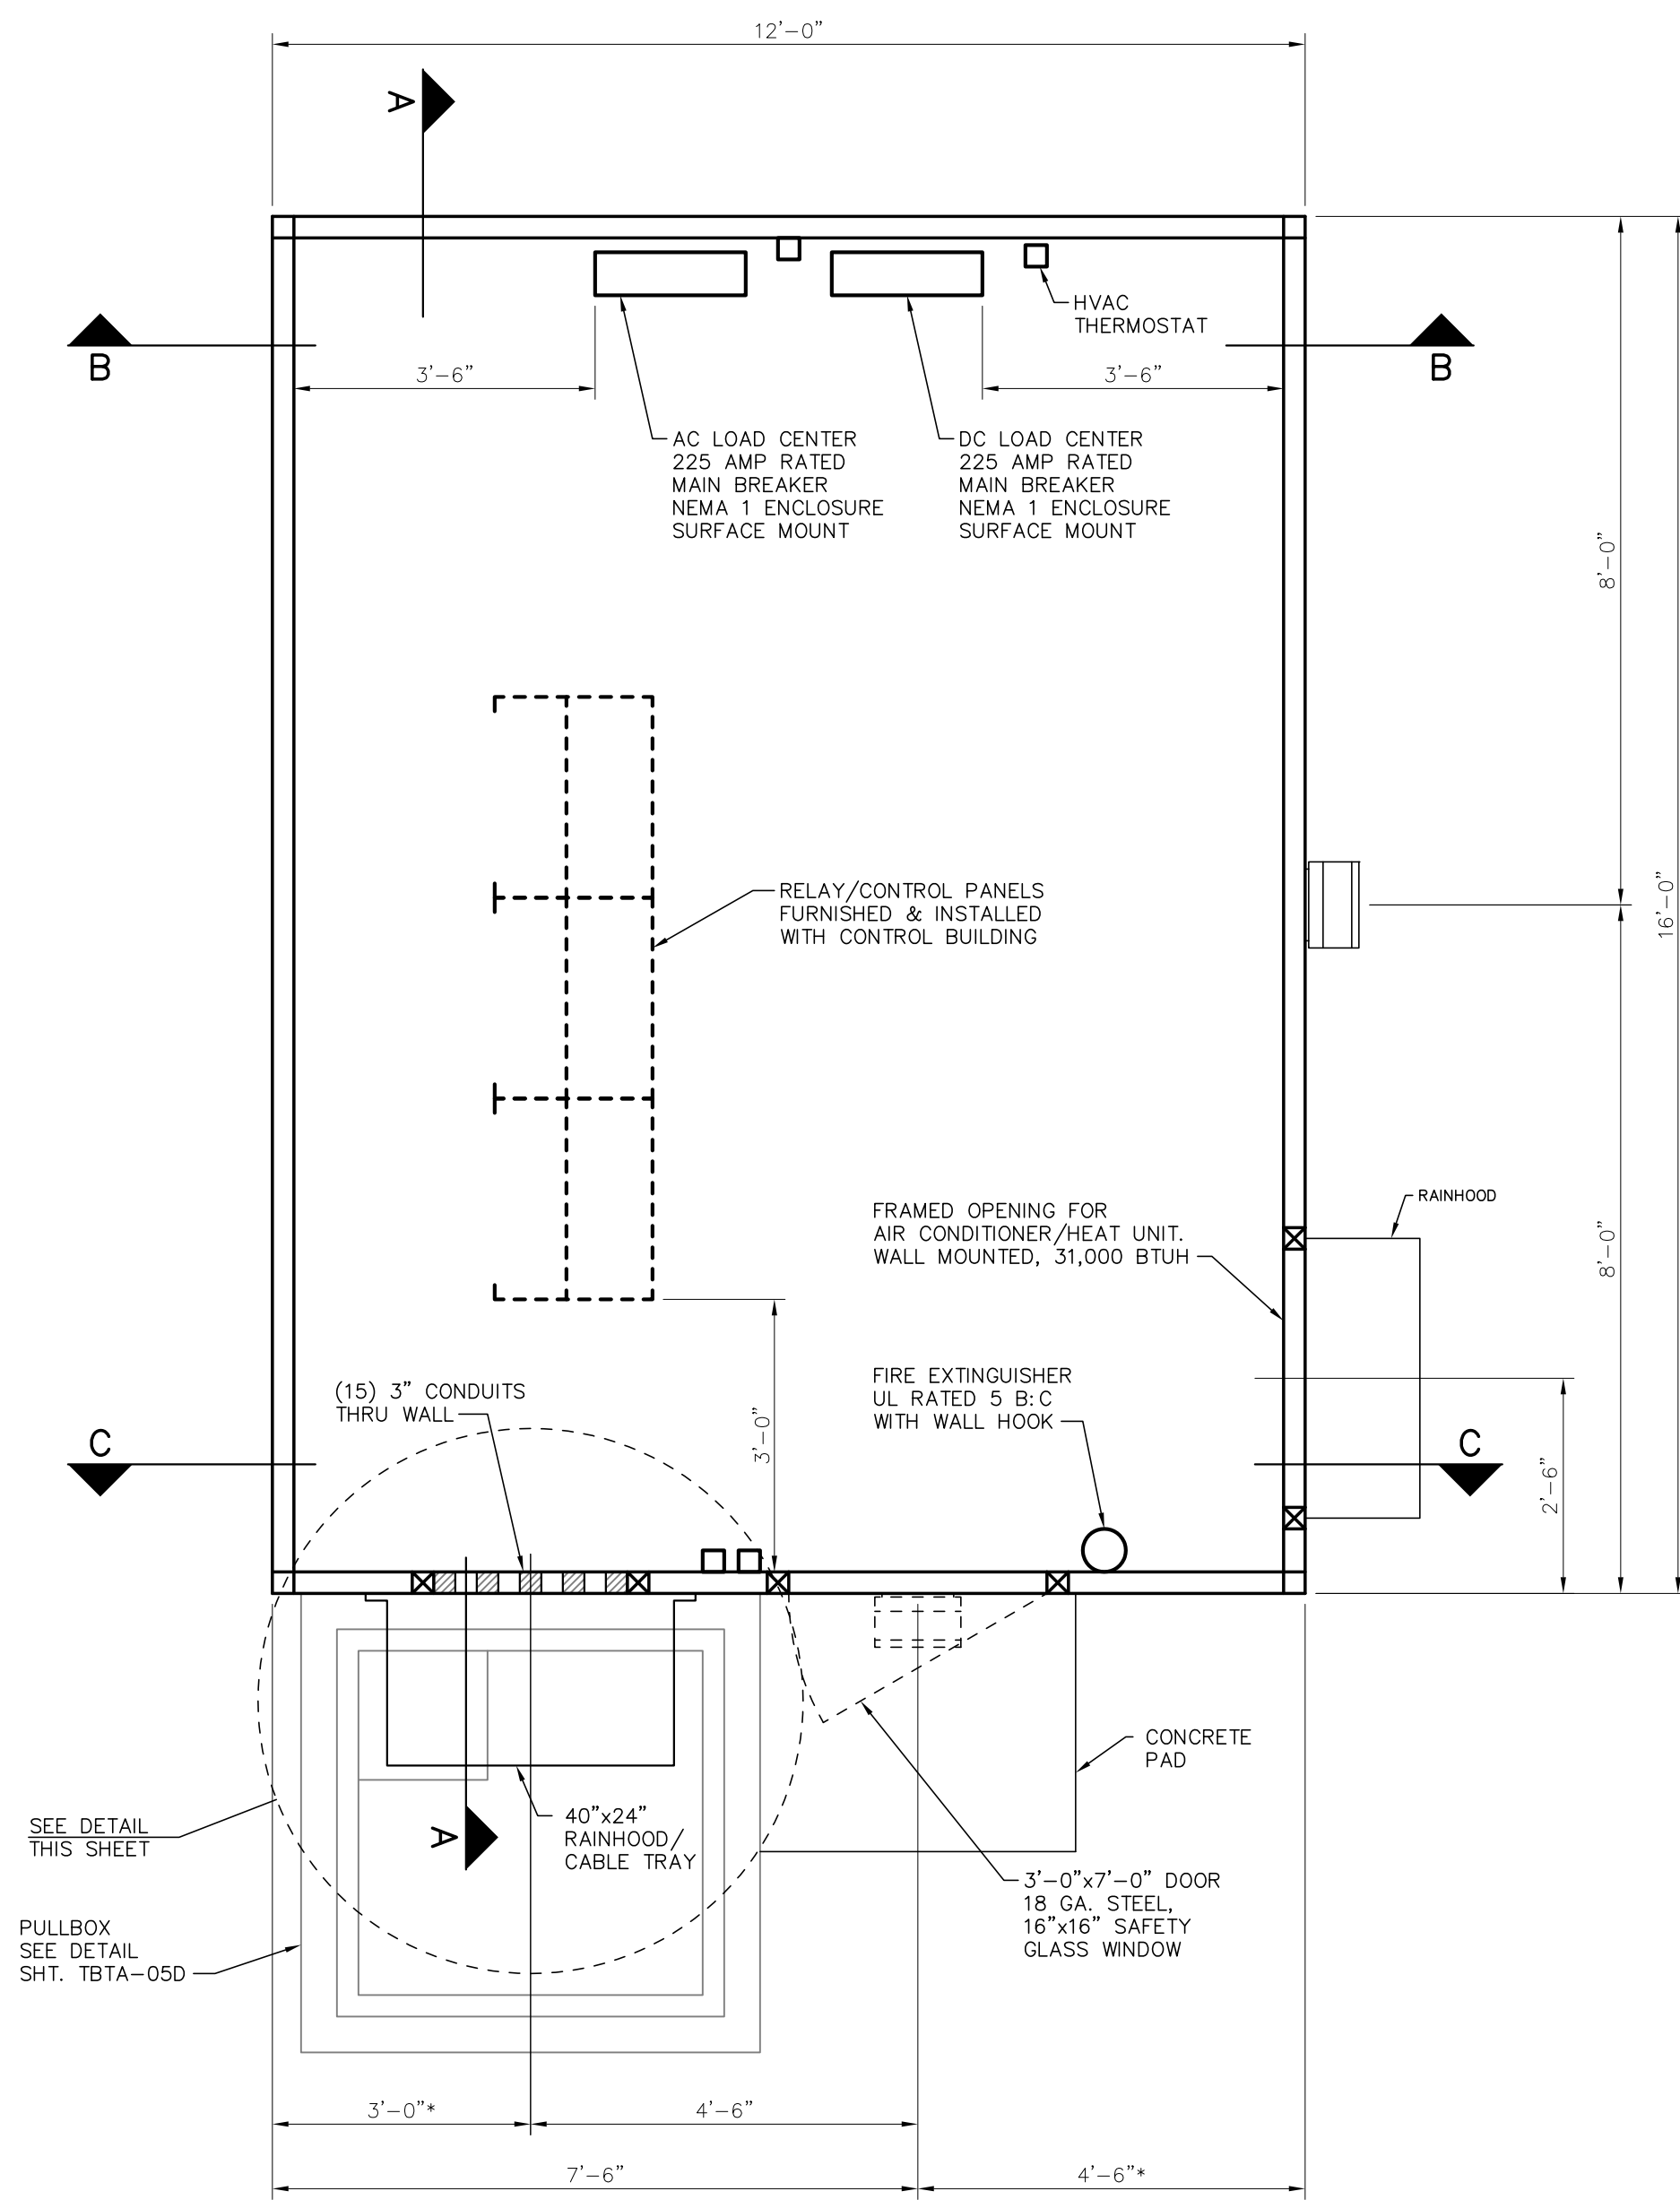 12'-0"
A
HVAC
THERMOSTAT
B
B
3'-6"
3'-6"
AC LOAD CENTER
225 AMP RATED
MAIN BREAKER
NEMA 1 ENCLOSURE
SURFACE MOUNT
DC LOAD CENTER
225 AMP RATED
MAIN BREAKER
NEMA 1 ENCLOSURE
SURFACE MOUNT
8'-0"
16'-0"
RELAY/CONTROL PANELS
FURNISHED & INSTALLED
WITH CONTROL BUILDING
RAINHOOD
FRAMED OPENING FOR
AIR CONDITIONER/HEAT UNIT.
WALL MOUNTED, 31,000 BTUH
8'-0"
(15) 3" CONDUITS
THRU WALL
3'-0"
FIRE EXTINGUISHER
UL RATED 5 B:C
WITH WALL HOOK
C
C
2'-6"
CONCRETE
PAD
SEE DETAIL
THIS SHEET
A
40"x24"
RAINHOOD/
CABLE TRAY
3'-0"x7'-0" DOOR
18 GA. STEEL,
16"x16" SAFETY
GLASS WINDOW
PULLBOX
SEE DETAIL
SHT. TBTA-05D
3'-0"*
4'-6"
7'-6"
4'-6"*